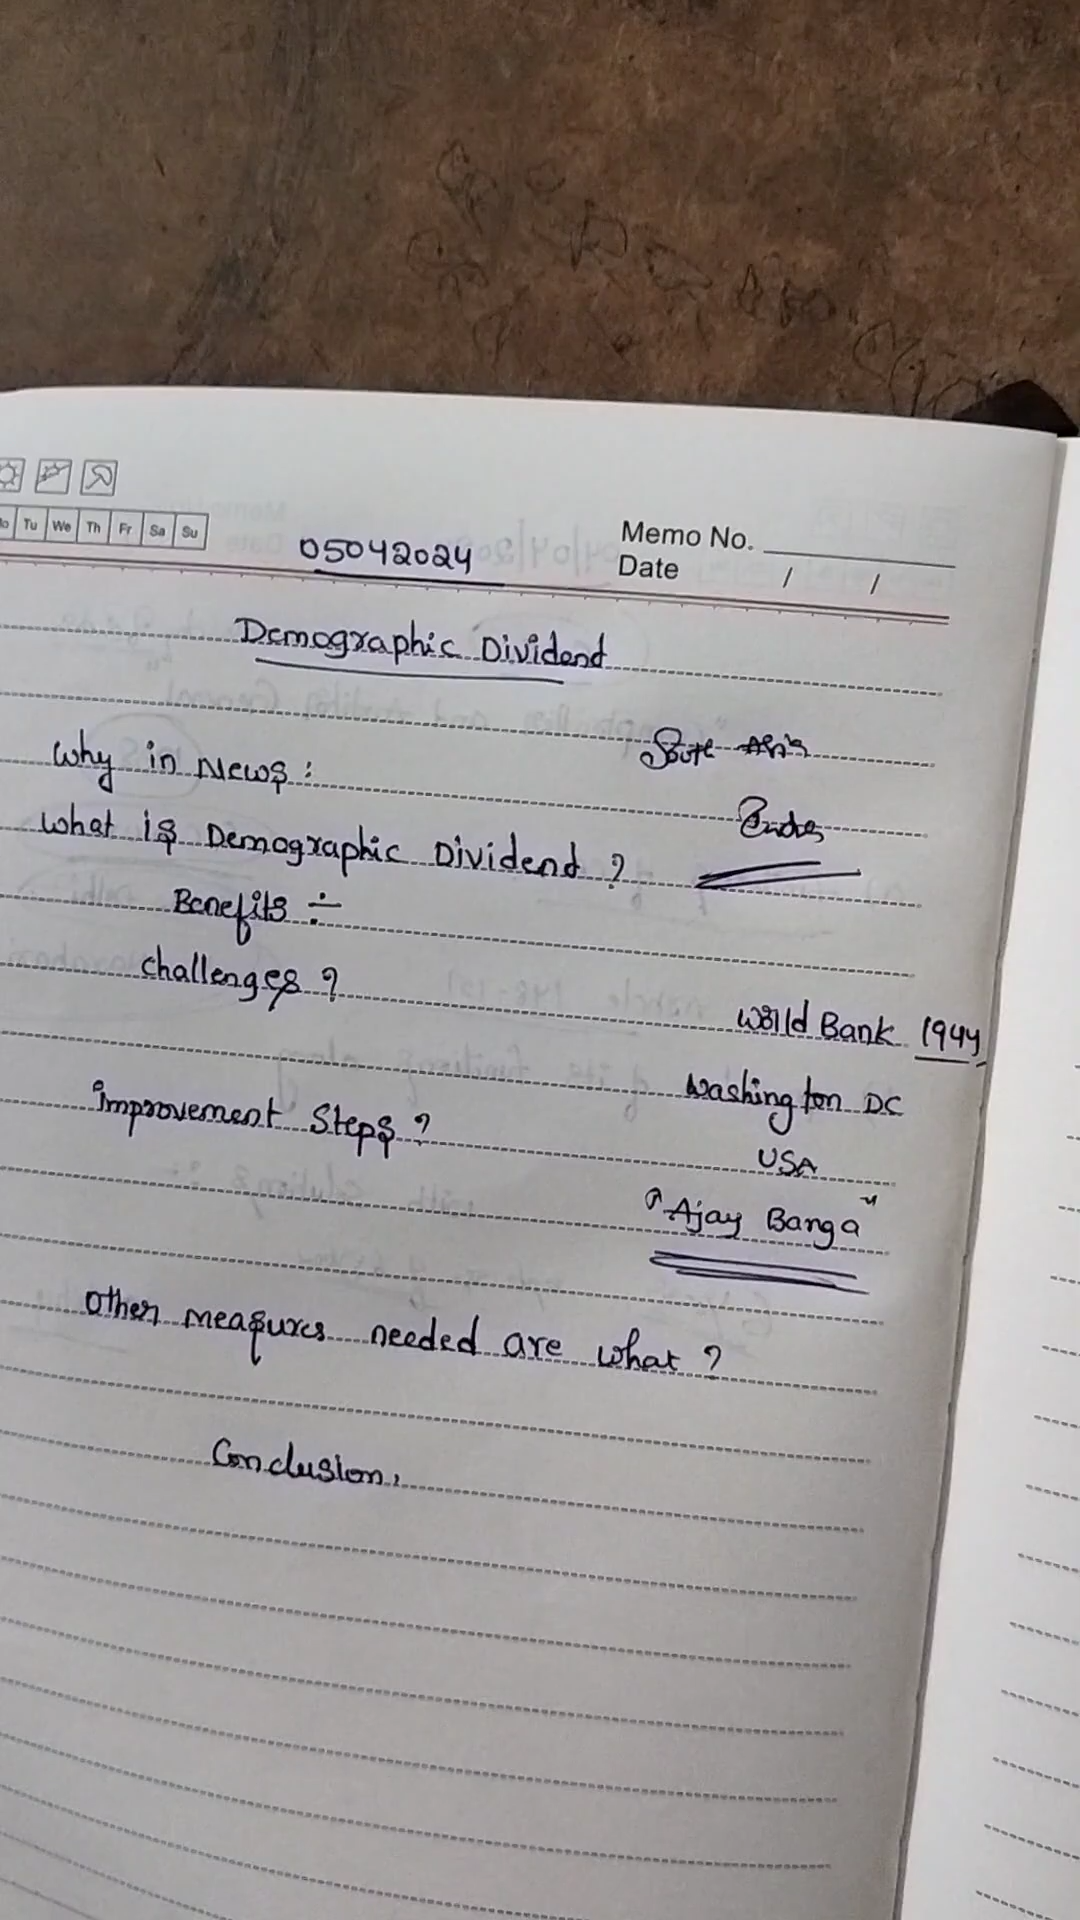 Mo Tu We Th Fr Sa Su
Memo No.
Date / /
05042024
Demographic Dividend
Why in News :
What is Demographic Dividend ?
Benefits ÷
Challenges ?
World Bank 1944
Washington DC
Improvement Steps ?
USA
"Ajay Banga"
Other measures needed are what ?
Conclusion.